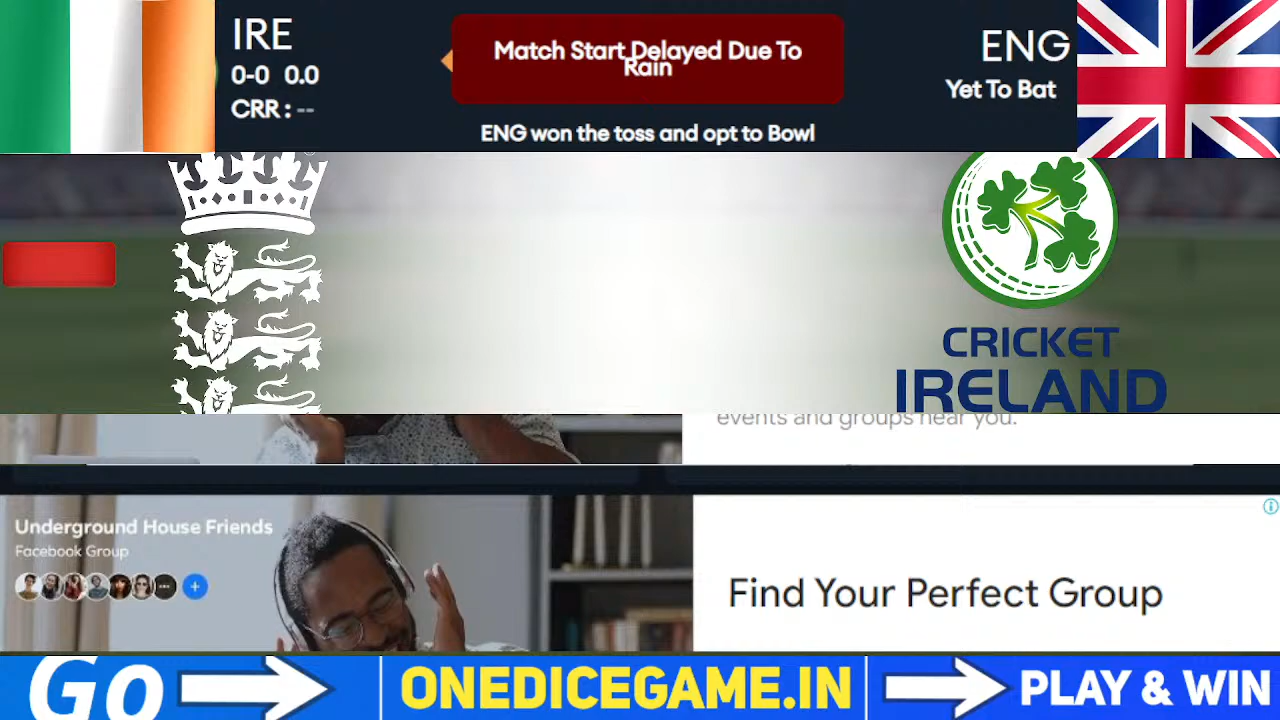 IRE
0-0 0.0
CRR : --
Match Start Delayed Due To
Rain
ENG won the toss and opt to Bowl
ENG
Yet To Bat
CRICKET
IRELAND
events and groups near you.
Underground House Friends
Facebook Group
Find Your Perfect Group
GO
ONEDICEGAME.IN
PLAY & WIN